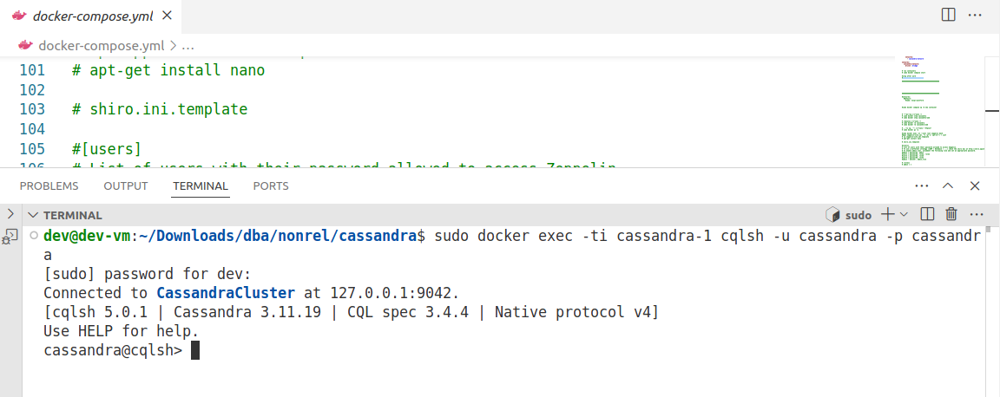 docker-compose.yml
docker-compose.yml > ...
101 # apt-get install nano
102
103 # shiro.ini.template
104
105 #[users]
106 # List of users with their password allowed to access Zeppelin
PROBLEMS OUTPUT TERMINAL PORTS
TERMINAL
sudo
dev@dev-vm:~/Downloads/dba/nonrel/cassandra$ sudo docker exec -ti cassandra-1 cqlsh -u cassandra -p cassandr
a
[sudo] password for dev:
Connected to CassandraCluster at 127.0.0.1:9042.
[cqlsh 5.0.1 | Cassandra 3.11.19 | CQL spec 3.4.4 | Native protocol v4]
Use HELP for help.
cassandra@cqlsh>